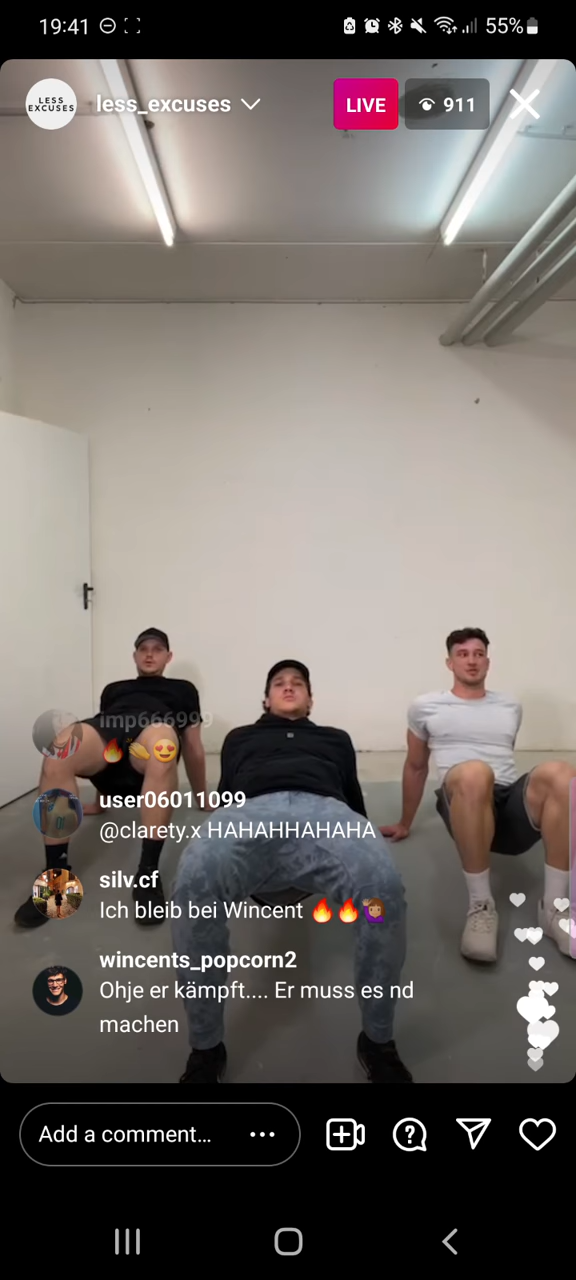 19:41
55%
LESS
EXCUSES
less_excuses
LIVE
911
imp666999
🔥👏😍
user06011099
@clarety.x HAHAHHAHAHA
silv.cf
Ich bleib bei Wincent 🔥🔥🙋🏽‍♀️
wincents_popcorn2
Ohje er kämpft.... Er muss es nd
machen
Add a comment...